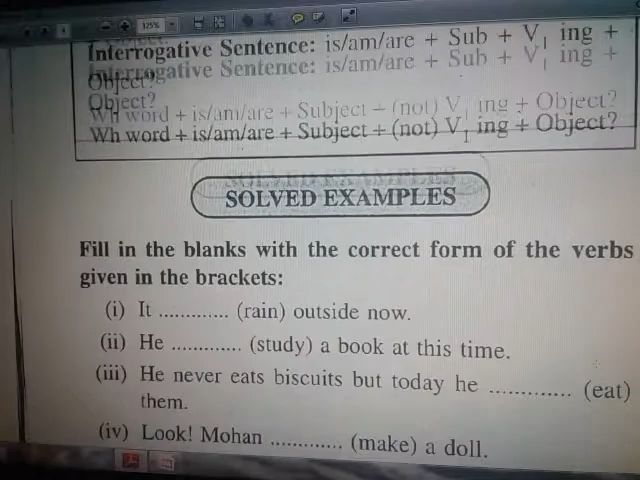 125%
Interrogative Sentence: is/am/are + Sub + V1 ing +
Object?
Wh word + is/am/are + Subject + (not) V1 ing + Object?
SOLVED EXAMPLES
Fill in the blanks with the correct form of the verbs
given in the brackets:
(i) It ............. (rain) outside now.
(ii) He ............. (study) a book at this time.
(iii) He never eats biscuits but today he ............. (eat)
them.
(iv) Look! Mohan ............. (make) a doll.